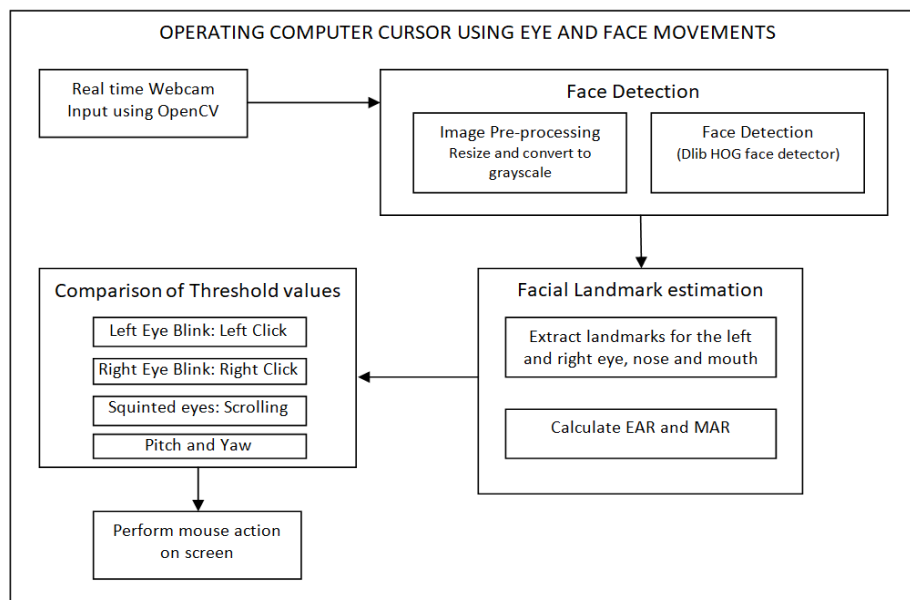 OPERATING COMPUTER CURSOR USING EYE AND FACE MOVEMENTS
Real time Webcam
Input using OpenCV
Face Detection
Image Pre-processing
Resize and convert to
grayscale
Face Detection
(Dlib HOG face detector)
Facial Landmark estimation
Extract landmarks for the left
and right eye, nose and mouth
Calculate EAR and MAR
Comparison of Threshold values
Left Eye Blink: Left Click
Right Eye Blink: Right Click
Squinted eyes: Scrolling
Pitch and Yaw
Perform mouse action
on screen